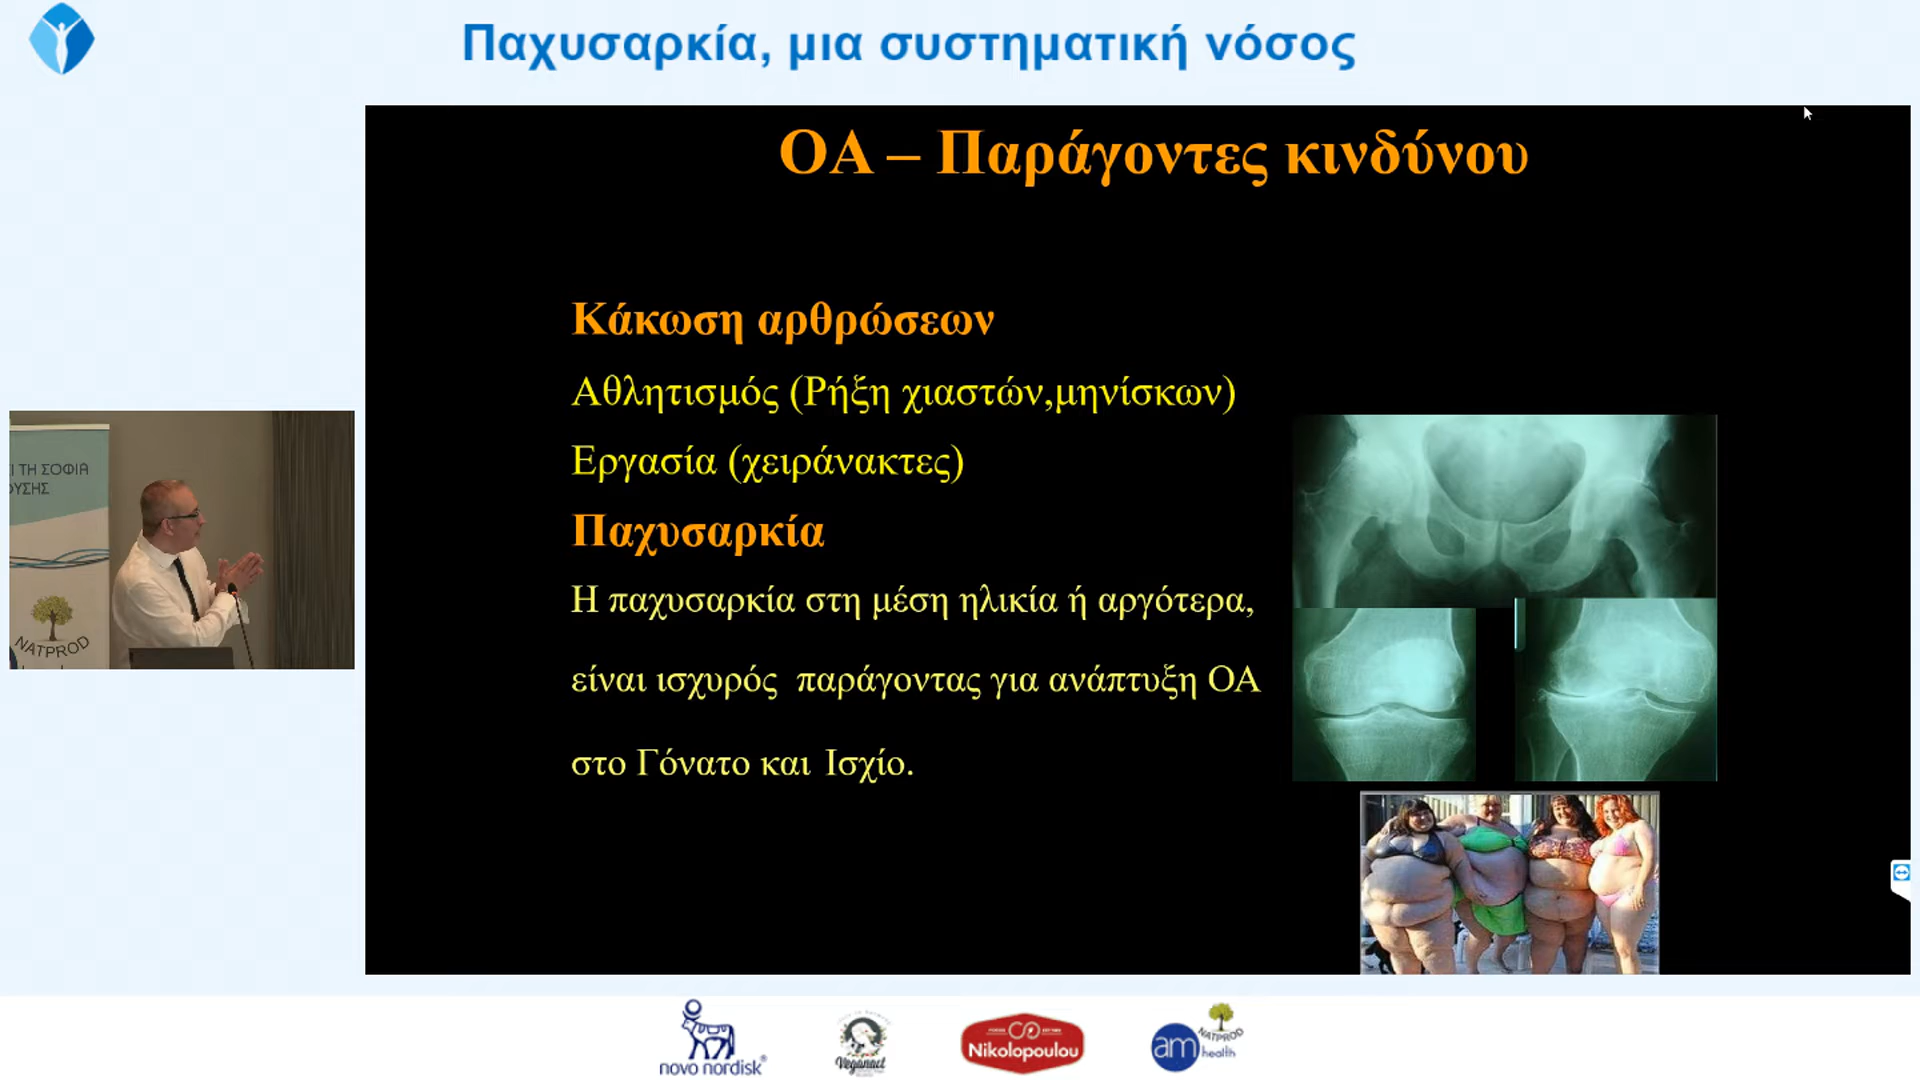 Παχυσαρκία, μια συστηματική νόσος
ΟΑ – Παράγοντες κινδύνου
Κάκωση αρθρώσεων
Αθλητισμός (Ρήξη χιαστών,μηνίσκων)
Εργασία (χειράνακτες)
Παχυσαρκία
Η παχυσαρκία στη μέση ηλικία ή αργότερα,
είναι ισχυρός παράγοντας για ανάπτυξη ΟΑ
στο Γόνατο και Ισχίο.
ΤΗ ΣΟΦΙΑ
ΥΣΗΣ
NATPROD
novo nordisk®
Veganact
Nikolopoulou
am health
NATPROD